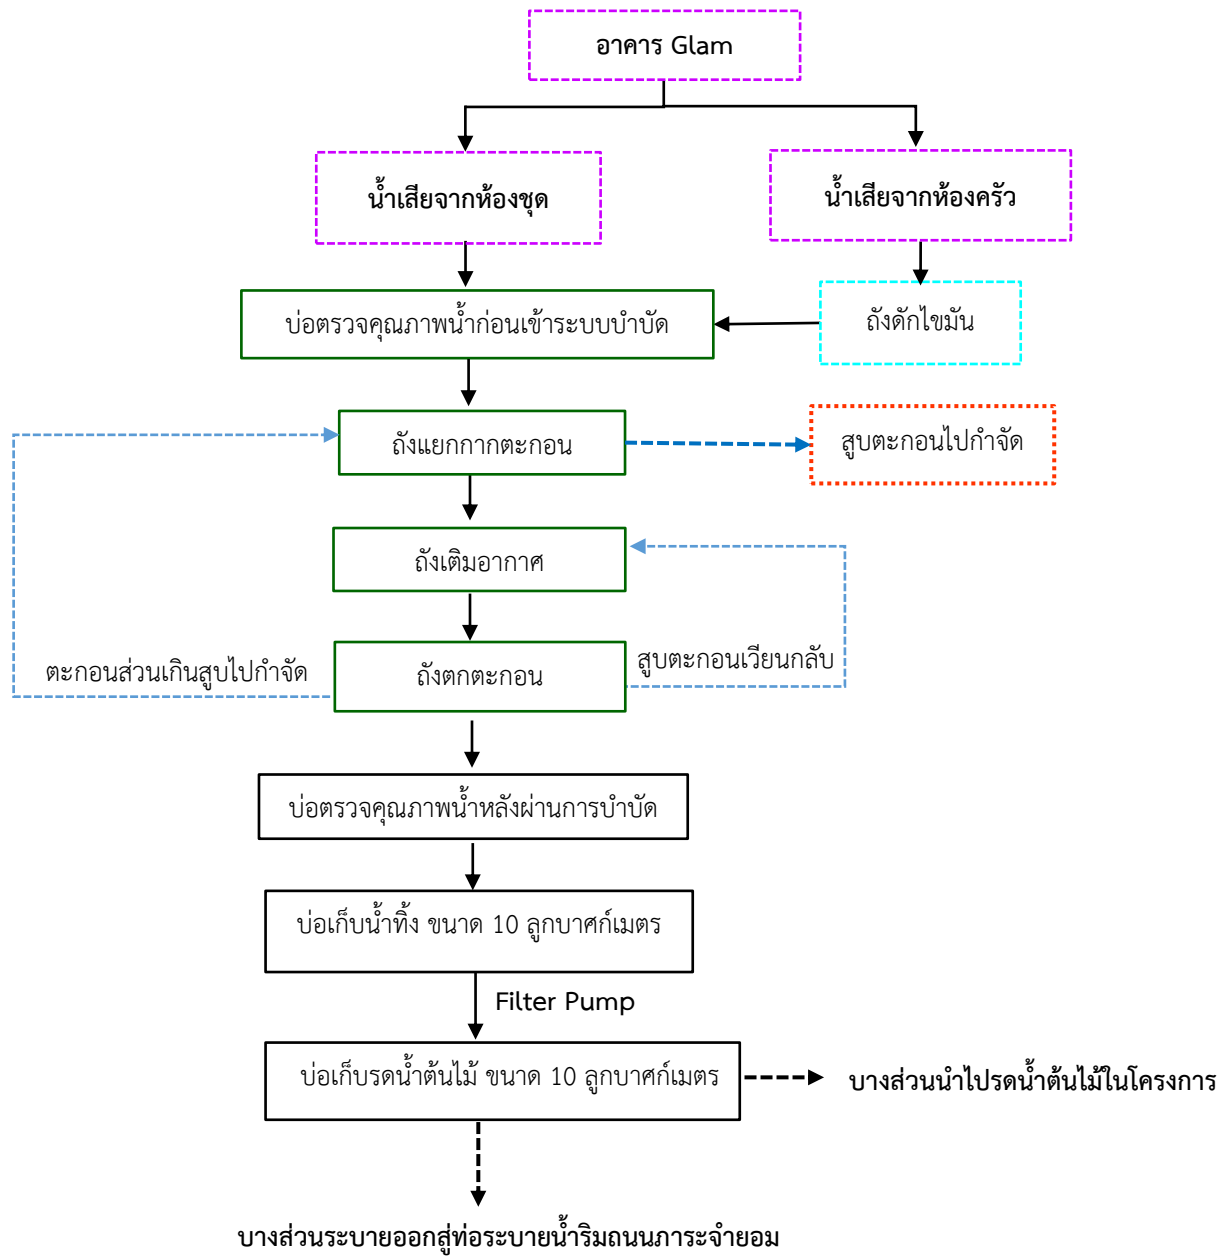 อาคาร Glam
น้ำเสียจากห้องชุด
น้ำเสียจากห้องครัว
บ่อตรวจคุณภาพน้ำก่อนเข้าระบบบำบัด
ถังดักไขมัน
ถังแยกกากตะกอน
สูบตะกอนไปกำจัด
ถังเติมอากาศ
ตะกอนส่วนเกินสูบไปกำจัด
ถังตกตะกอน
สูบตะกอนเวียนกลับ
บ่อตรวจคุณภาพน้ำหลังผ่านการบำบัด
บ่อเก็บน้ำทิ้ง ขนาด 10 ลูกบาศก์เมตร
Filter Pump
บ่อเก็บรดน้ำต้นไม้ ขนาด 10 ลูกบาศก์เมตร
บางส่วนนำไปรดน้ำต้นไม้ในโครงการ
บางส่วนระบายออกสู่ท่อระบายน้ำริมถนนภาระจำยอม